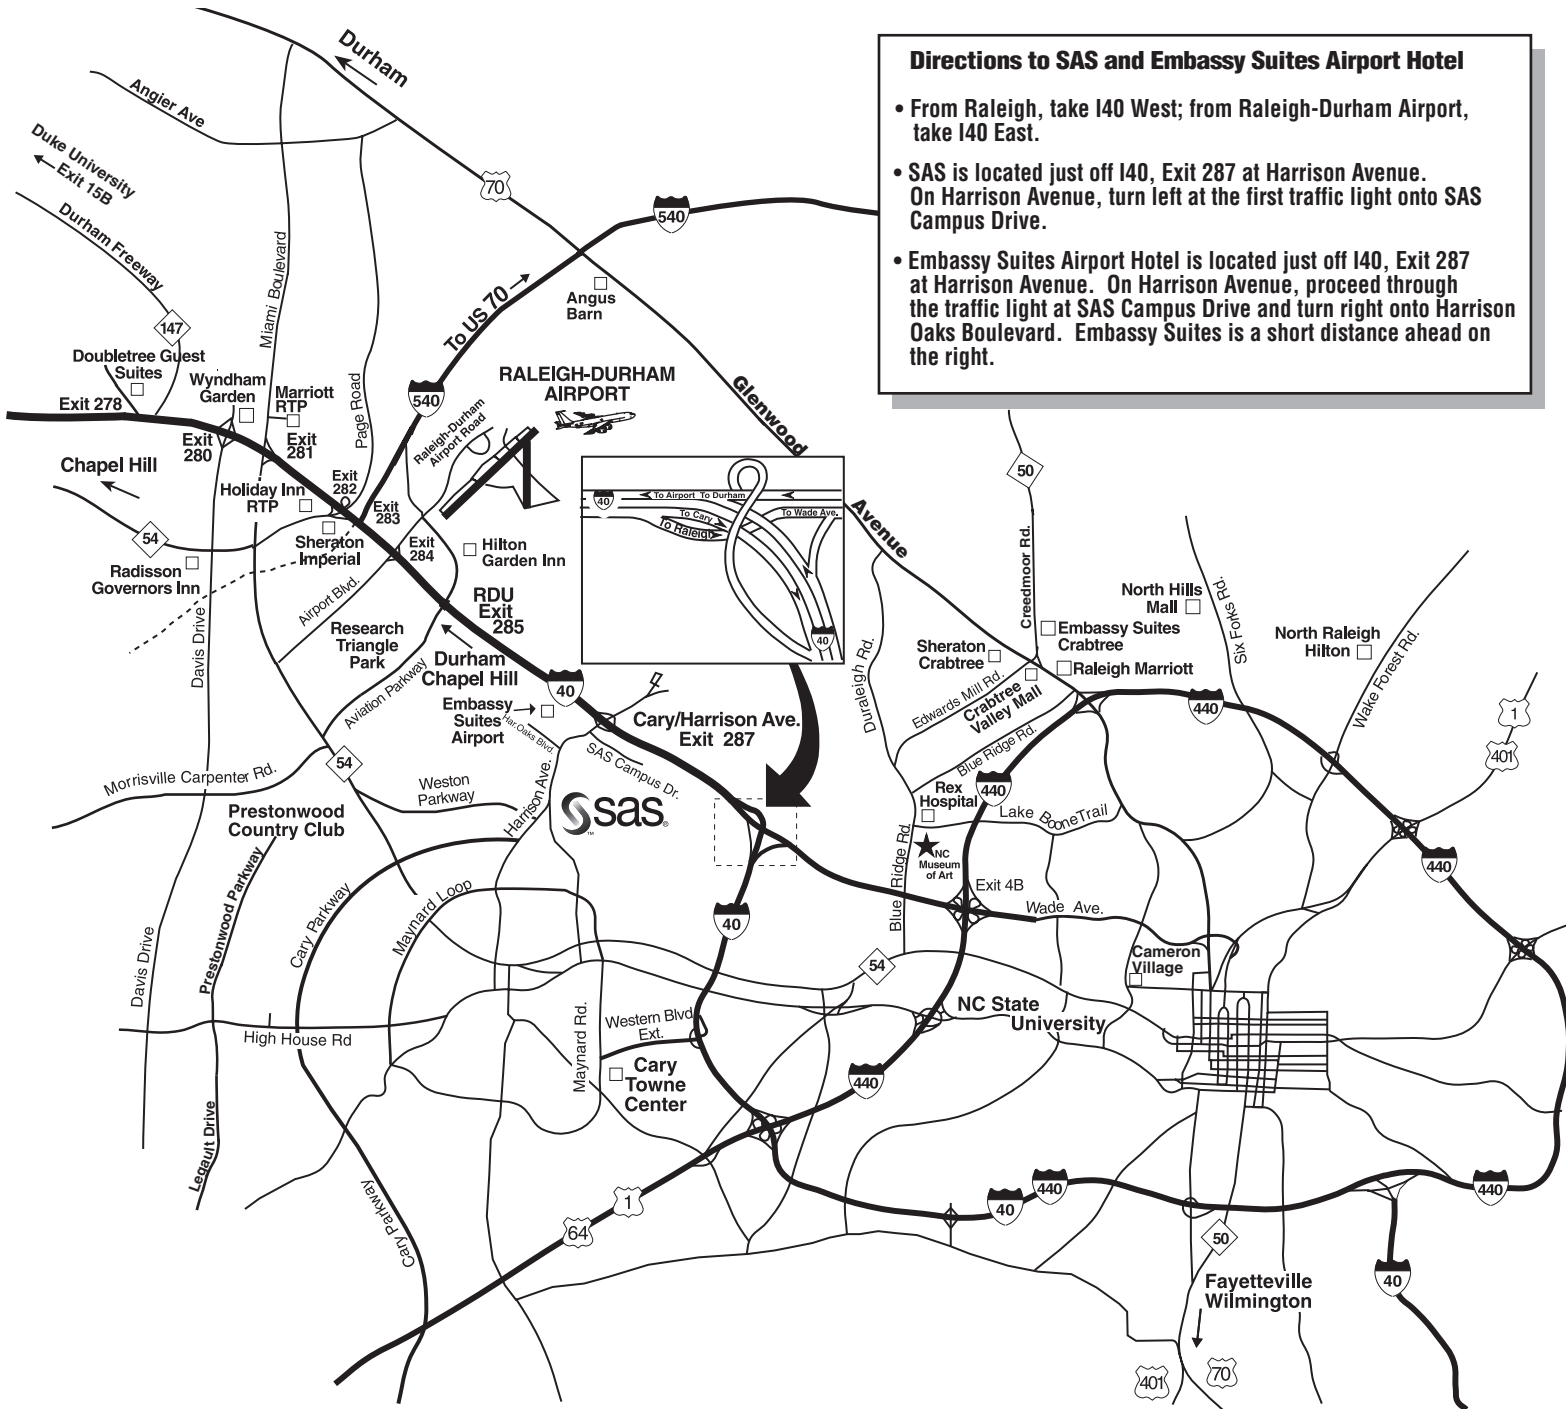 Directions to SAS and Embassy Suites Airport Hotel
• From Raleigh, take I40 West; from Raleigh-Durham Airport,
take I40 East.
• SAS is located just off I40, Exit 287 at Harrison Avenue.
On Harrison Avenue, turn left at the first traffic light onto SAS
Campus Drive.
• Embassy Suites Airport Hotel is located just off I40, Exit 287
at Harrison Avenue. On Harrison Avenue, proceed through
the traffic light at SAS Campus Drive and turn right onto Harrison
Oaks Boulevard. Embassy Suites is a short distance ahead on
the right.
Durham
Angier Ave
Duke University
Exit 15B
70
540
Durham Freeway
Miami Boulevard
To US 70
Angus
Barn
147
Doubletree Guest
Suites
Wyndham
Garden
Marriott
RTP
Page Road
540
RALEIGH-DURHAM
AIRPORT
Raleigh-Durham
Airport Road
Glenwood
Avenue
Exit 278
Exit
280
Exit
281
Chapel Hill
Exit
282
Holiday Inn
RTP
Exit
283
54
Sheraton
Imperial
Exit
284
Hilton
Garden Inn
Radisson
Governors Inn
Airport Blvd.
RDU
Exit
285
40
To Airport To Durham
To Cary
To Wade Ave.
To Raleigh
40
50
Creedmoor Rd.
Six Forks Rd.
North Hills
Mall
Embassy Suites
Crabtree
North Raleigh
Hilton
Wake Forest Rd.
Sheraton
Crabtree
Raleigh Marriott
Duraleigh Rd.
Edwards Mill Rd.
Crabtree
Valley Mall
Blue Ridge Rd.
440
1
401
Davis Drive
Research
Triangle
Park
Durham
Chapel Hill
Aviation Parkway
40
Embassy
Suites
Airport
Har.Oaks Blvd.
Cary/Harrison Ave.
Exit 287
SAS Campus Dr.
Morrisville Carpenter Rd.
54
Weston
Parkway
Harrison Ave.
sas
™
®
Prestonwood
Country Club
Rex
Hospital
440
Lake Boone Trail
NC
Museum
of Art
Blue Ridge Rd.
Exit 4B
Wade Ave.
440
Prestonwood Parkway
Cary Parkway
Maynard Loop
40
Davis Drive
54
Cameron
Village
High House Rd
Maynard Rd.
Western Blvd
Ext.
NC State
University
Cary
Towne
Center
440
Legault Drive
Cary Parkway
1
64
40
440
440
50
40
Fayetteville
Wilmington
401
70